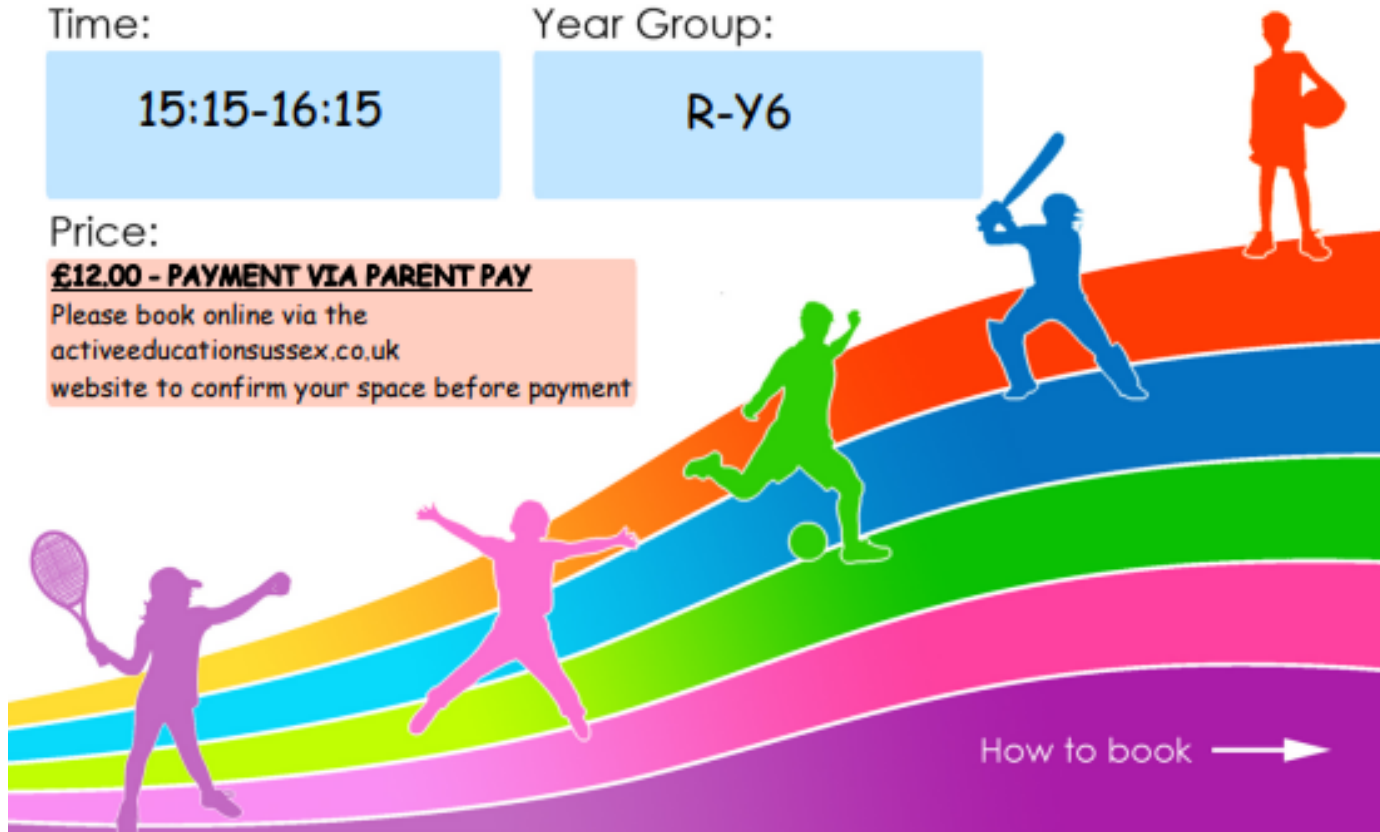 Time:
Year Group:
15:15-16:15
R-Y6
Price:
£12.00 - PAYMENT VIA PARENT PAY
Please book online via the
activeeducationsussex.co.uk
website to confirm your space before payment
How to book